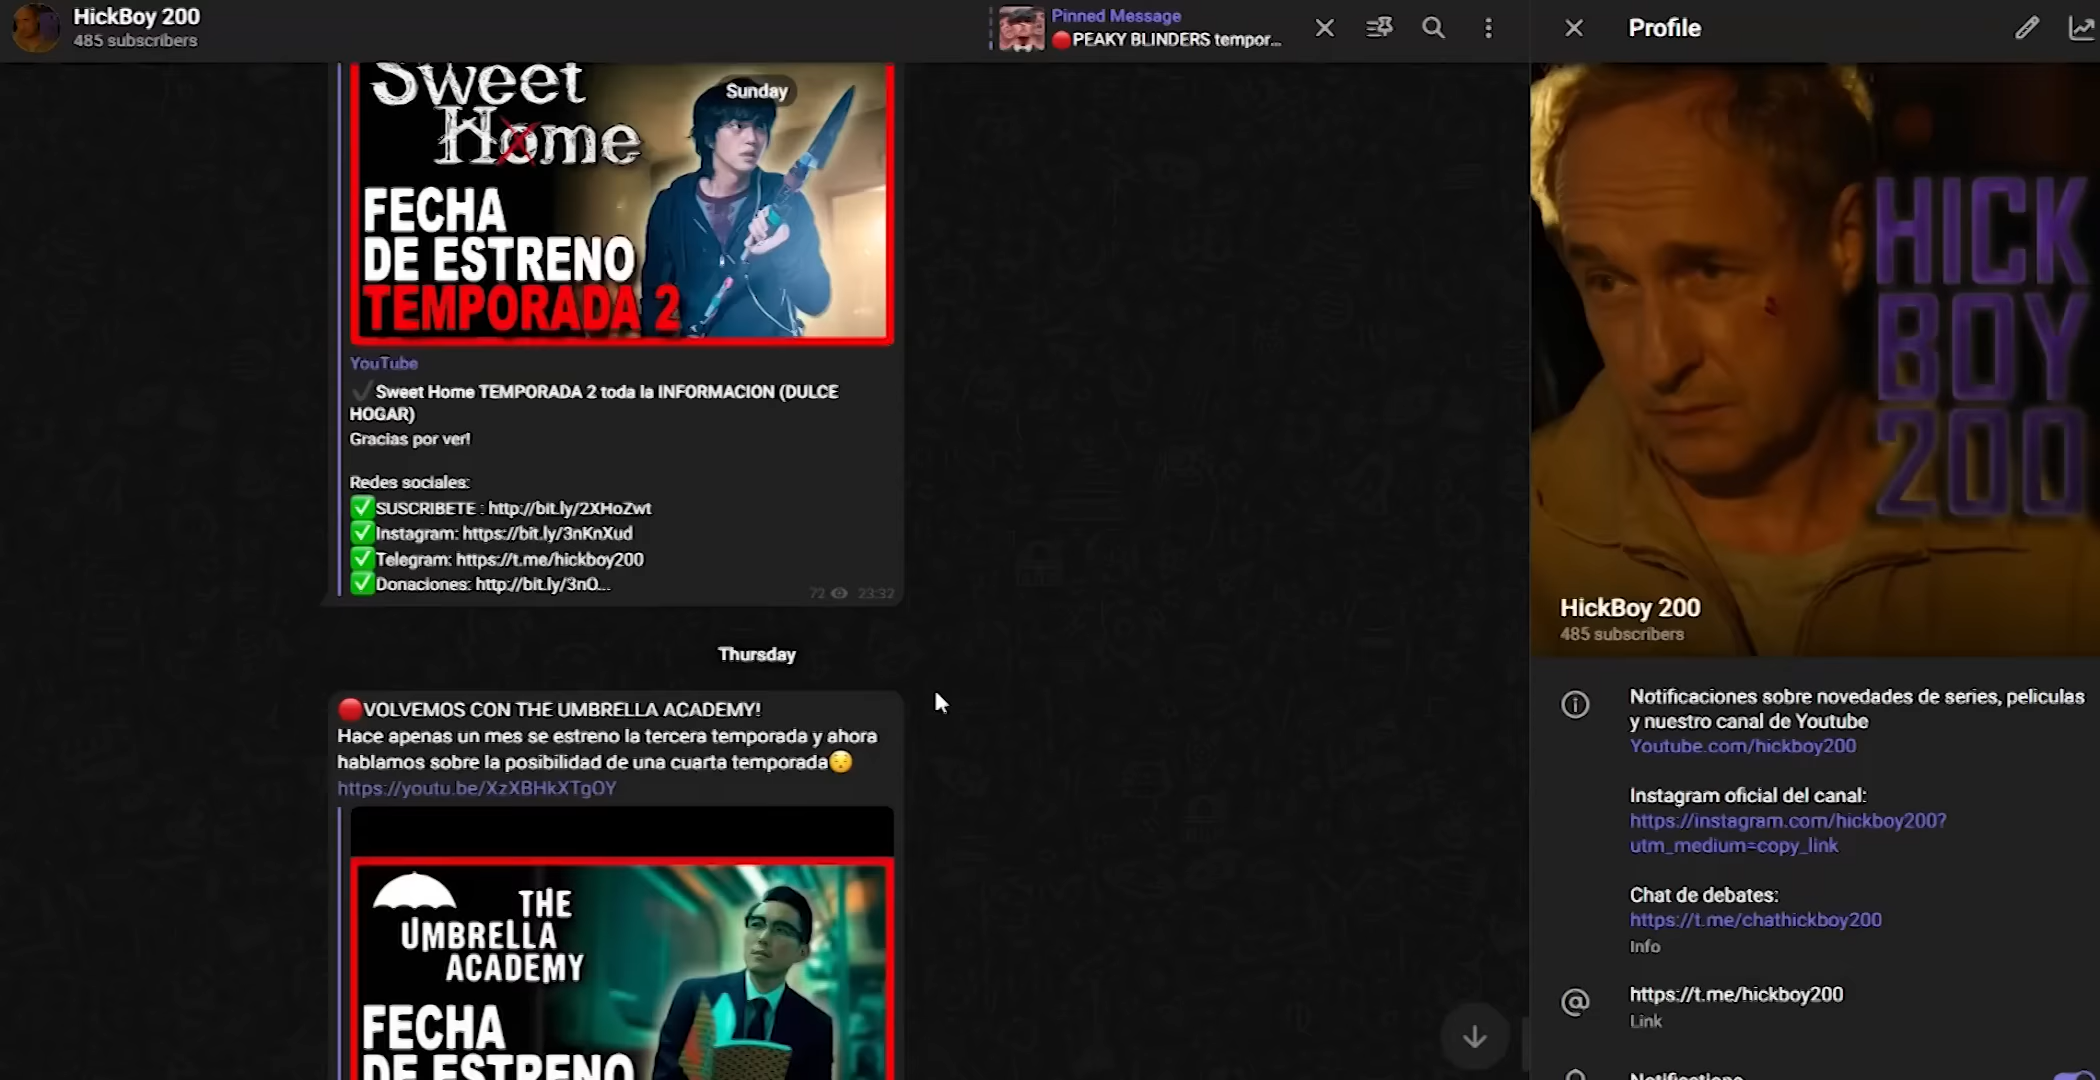 HickBoy 200
485 subscribers
Pinned Message
🔴PEAKY BLINDERS tempor...
Profile
Sweet
Home
Sunday
FECHA
DE ESTRENO
TEMPORADA 2
YouTube
✔Sweet Home TEMPORADA 2 toda la INFORMACION (DULCE
HOGAR)
Gracias por ver!
Redes sociales:
✅SUSCRIBETE : http://bit.ly/2XHoZwt
✅Instagram: https://bit.ly/3nKnXud
✅Telegram: https://t.me/hickboy200
✅Donaciones: http://bit.ly/3nO...
72 23:32
Thursday
🔴VOLVEMOS CON THE UMBRELLA ACADEMY!
Hace apenas un mes se estreno la tercera temporada y ahora
hablamos sobre la posibilidad de una cuarta temporada😥
https://youtu.be/XzXBHkXTgOY
THE
UMBRELLA
ACADEMY
FECHA
DE ESTRENO
HICK
BOY
200
HickBoy 200
485 subscribers
Notificaciones sobre novedades de series, peliculas
y nuestro canal de Youtube
Youtube.com/hickboy200
Instagram oficial del canal:
https://instagram.com/hickboy200?
utm_medium=copy_link
Chat de debates:
https://t.me/chathickboy200
Info
https://t.me/hickboy200
Link
Notifications